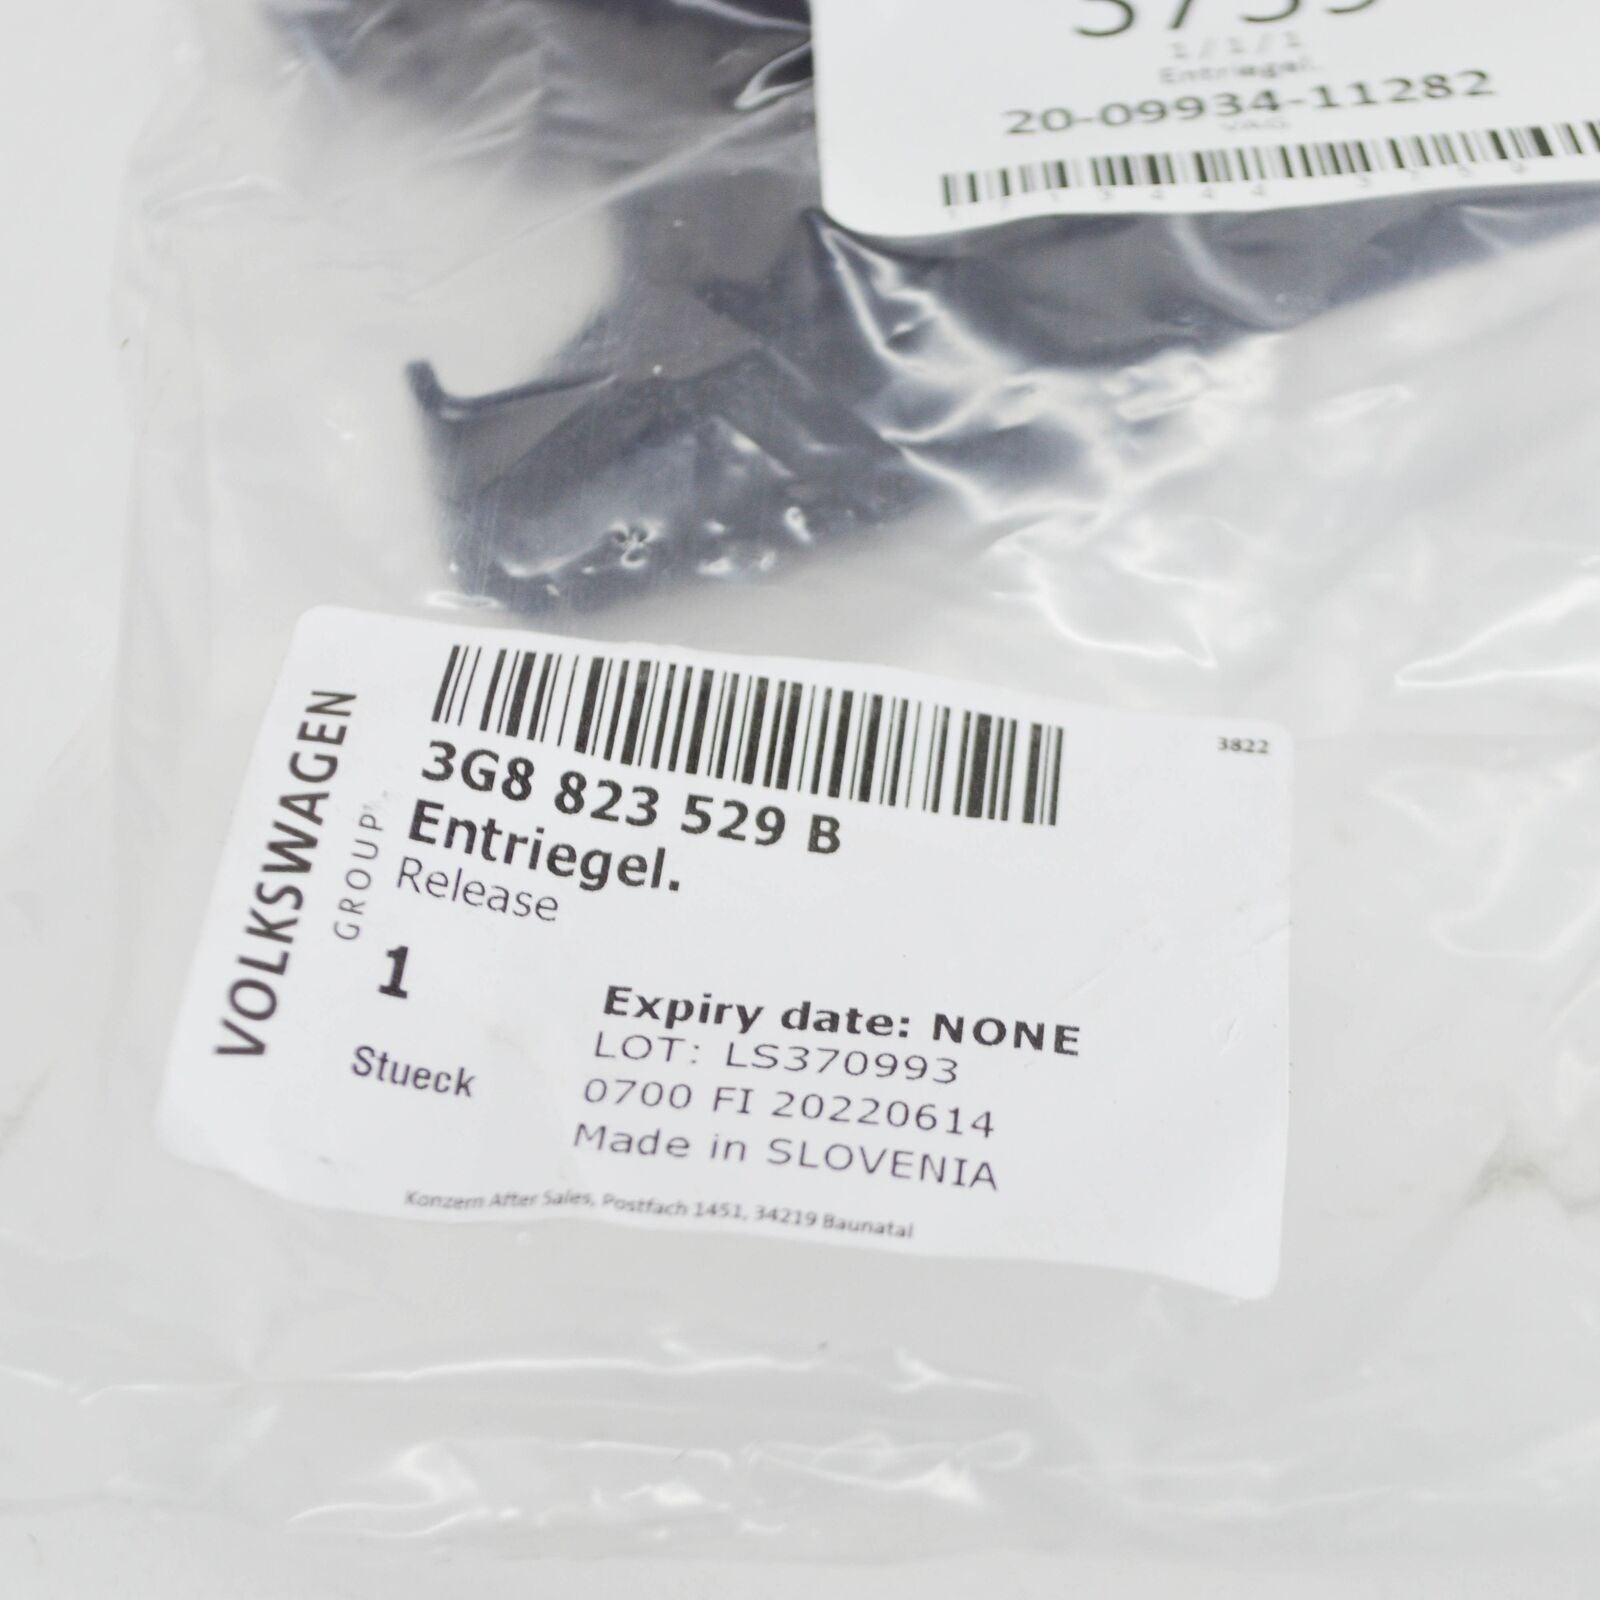 1/1/1
Entriegel.
20-09934-11282
VAG
3822
VOLKSWAGEN
GROUP
3G8 823 529 B
Entriegel.
Release
1
Stueck
Expiry date: NONE
LOT: LS370993
0700 FI 20220614
Made in SLOVENIA
Konzern After Sales, Postfach 1451, 34219 Baunatal